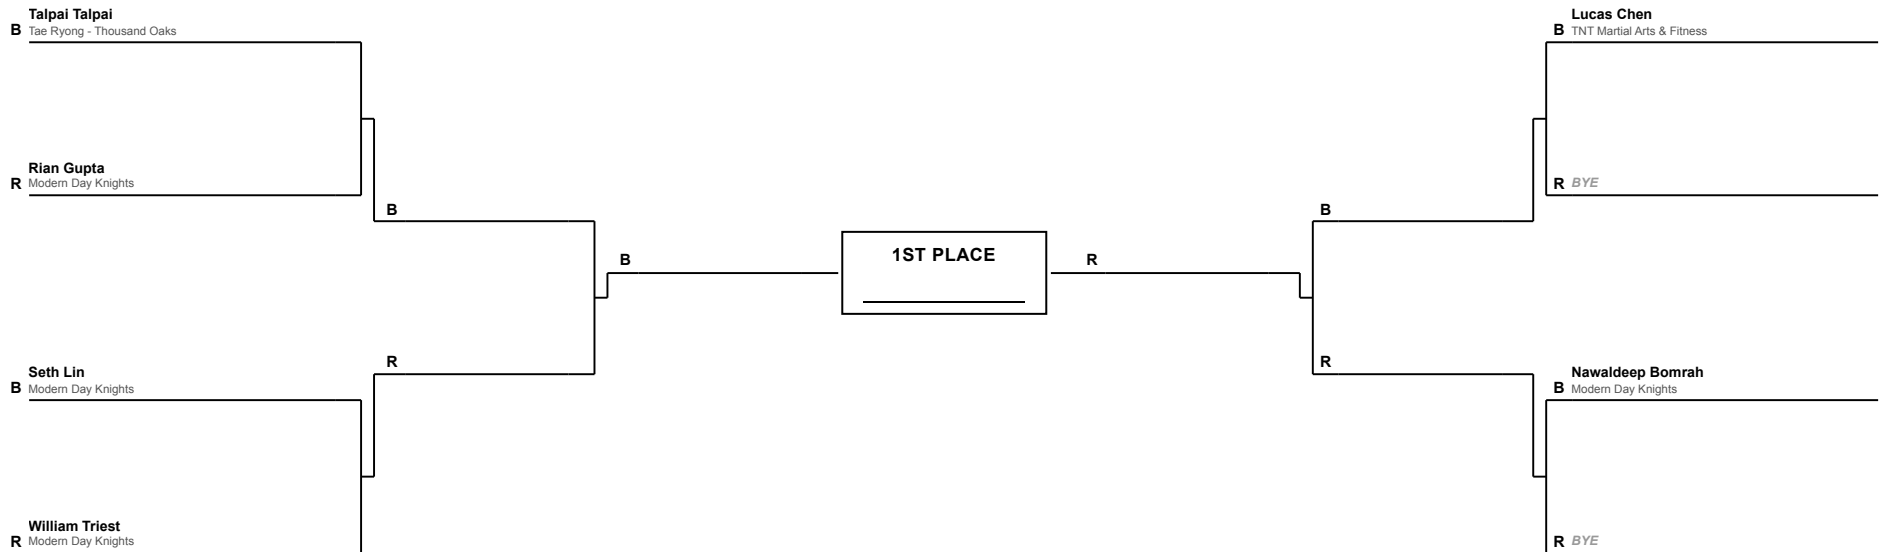 Talpai Talpai
B Tae Ryong - Thousand Oaks
Rian Gupta
R Modern Day Knights
B
B
R
Seth Lin
B Modern Day Knights
William Triest
R Modern Day Knights
1ST PLACE
Lucas Chen
B TNT Martial Arts & Fitness
R BYE
B
R
R
Nawaldeep Bomrah
B Modern Day Knights
R BYE